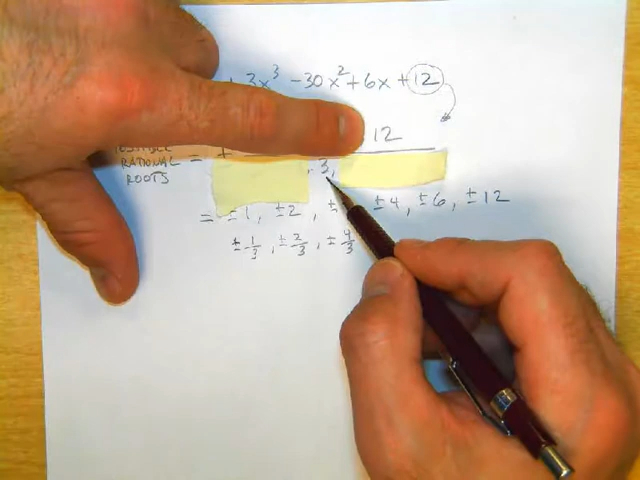 + 3x³ - 30x² + 6x + 12
± 12
RATIONAL = 3,
ROOTS
= ±1, ±2, ± ±4, ±6, ±12
±1/3, ±2/3, ±4/3